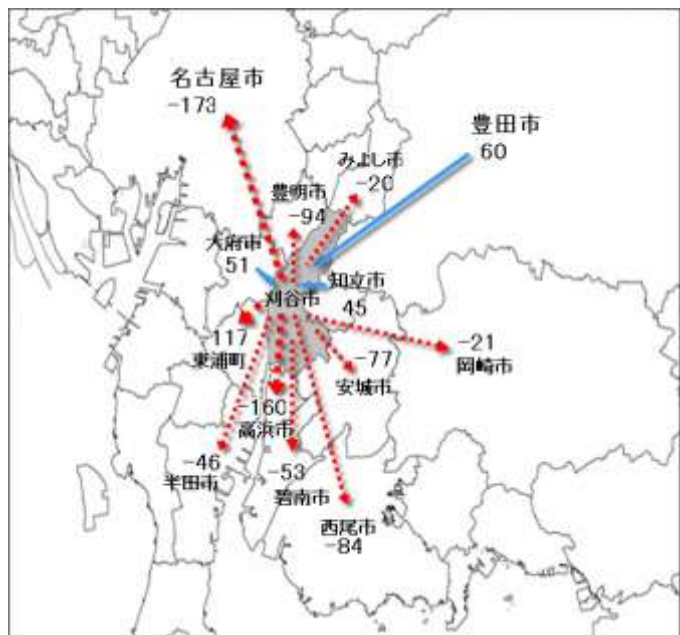 名古屋市
-173
豊田市
60
みよし市
-20
豊明市
-94
大府市
51
知立市
45
刈谷市
117
東浦町
-21
岡崎市
-77
安城市
-160
高浜市
-46
半田市
-53
碧南市
西尾市
-84